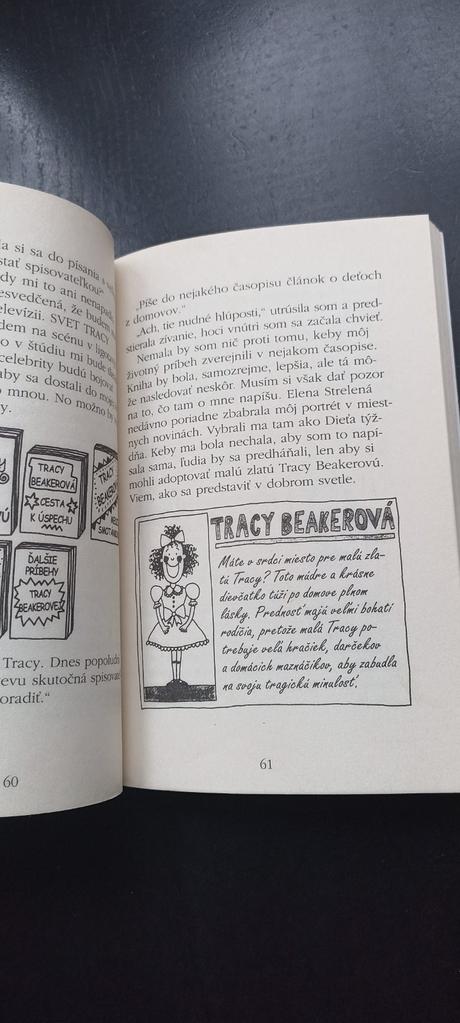 si sa do písania
stať spisovateľkou?
dy mi to ani nenapad
esvedčená, že budem
levízii. SVET TRACY
dem na scénu v
o v štúdiu mi bude
celebrity budú bojovať
aby sa dostali do
mnou. No možno by
y.
TRACY
BEAKEROVÁ
CESTA
K ÚSPECHU
TRACY
ĎALŠIE
PRÍBEHY
TRACY
BEAKEROVEJ
Tracy. Dnes popoludní
evu skutočná spisovate
oradiť.“
60
„Píše do nejakého časopisu článok o deťoch
z domovov.“
„Ach, tie nudné hlúposti,“ utrúsila som a pred-
stierala zívanie, hoci vnútri som sa začala chvieť.
Nemala by som nič proti tomu, keby môj
životný príbeh zverejnili v nejakom časopise.
Kniha by bola, samozrejme, lepšia, ale tá mô-
že nasledovať neskôr. Musím si však dať pozor
na to, čo tam o mne napíšu. Elena Strelená
nedávno poriadne zbabrala môj portrét v miest-
nych novinách. Vybrali ma tam ako Dieťa týž-
dňa. Keby ma bola nechala, aby som to napí-
sala sama, ľudia by sa predháňali, len aby si
mohli adoptovať malú zlatú Tracy Beakerovú.
Viem, ako sa predstaviť v dobrom svetle.
TRACY BEAKEROVÁ
Máte v srdci miesto pre malú zla-
tú Tracy? Toto múdre a krásne
dievčatko túži po domove plnom
lásky. Prednosť majú veľmi bohatí
rodičia, pretože malá Tracy po-
trebuje veľa hračiek, darčekov
a domácich maznáčikov, aby zabudla
na svoju tragickú minulosť.
61